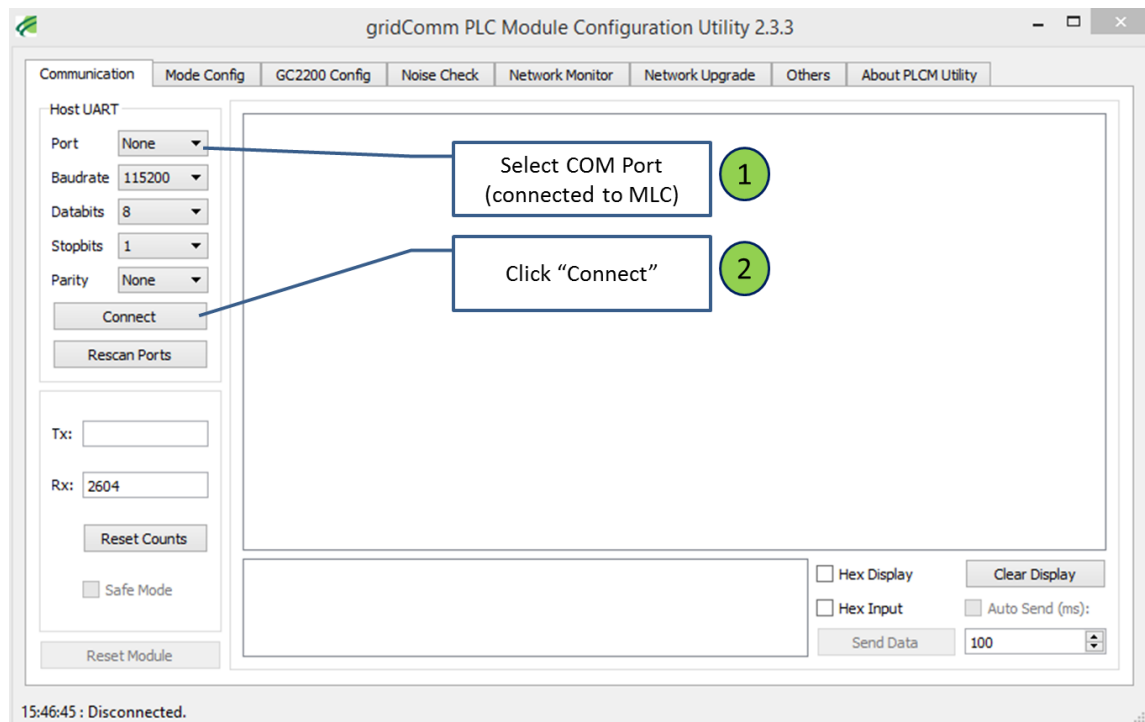 gridComm PLC Module Configuration Utility 2.3.3
Communication Mode Config GC2200 Config Noise Check Network Monitor Network Upgrade Others About PLCM Utility
Host UART
Port None
Baudrate 115200
Databits 8
Stopbits 1
Parity None
Connect
Rescan Ports
Select COM Port
(connected to MLC)
1
Click “Connect”
2
Tx:
Rx: 2604
Reset Counts
Safe Mode
Reset Module
Hex Display Clear Display
Hex Input Auto Send (ms):
Send Data 100
15:46:45 : Disconnected.